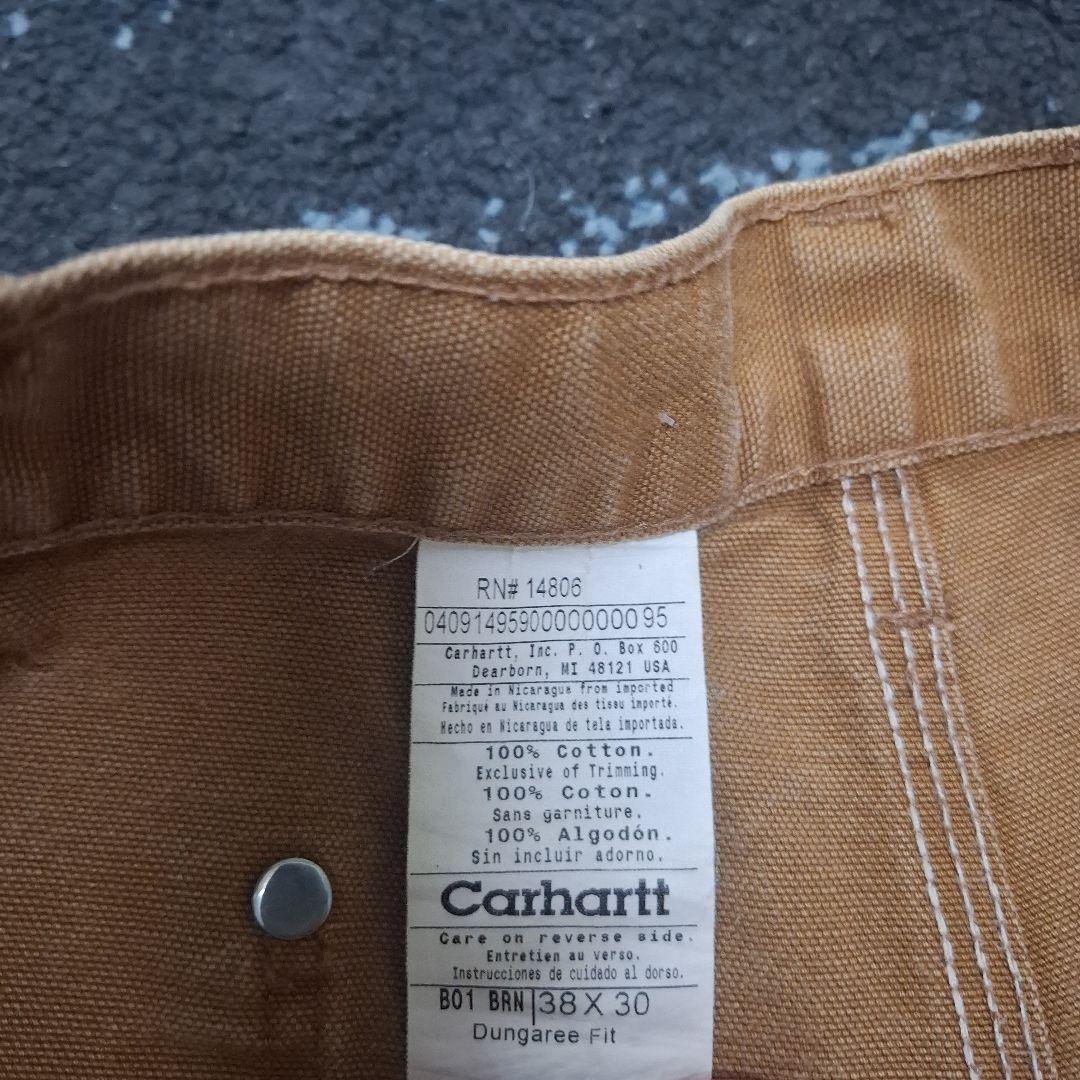 RN# 14806
04091495900000000095
Carhartt, Inc. P. O. Box 600
Dearborn, MI 48121 USA
Made in Nicaragua from imported
Fabriqué au Nicaragua des tissu importé.
Hecho en Nicaragua de tela importada.
100% Cotton.
Exclusive of Trimming.
100% Coton.
Sans garniture.
100% Algodón.
Sin incluir adorno.
Carhartt
Care on reverse side.
Entretien au verso.
Instrucciones de cuidado al dorso.
B01 BRN 38 X 30
Dungaree Fit